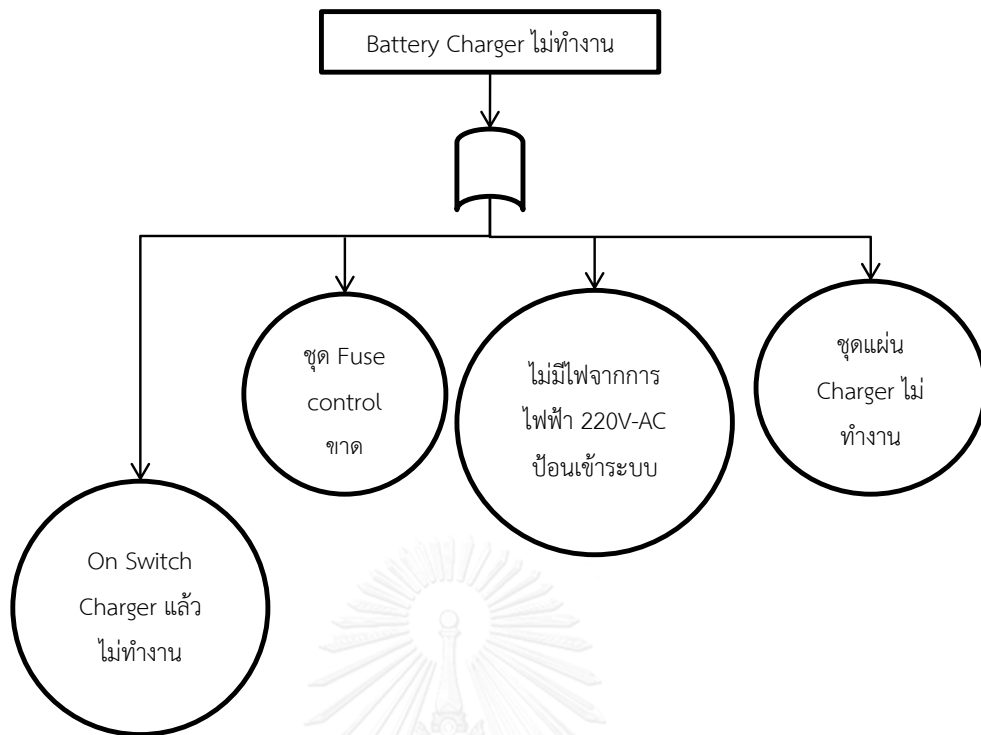 Battery Charger ไม่ทำงาน
ชุด Fuse
control
ขาด
ไม่มีไฟจากการ
ไฟฟ้า 220V-AC
ป้อนเข้าระบบ
ชุดแผ่น
Charger ไม่
ทำงาน
On Switch
Charger แล้ว
ไม่ทำงาน